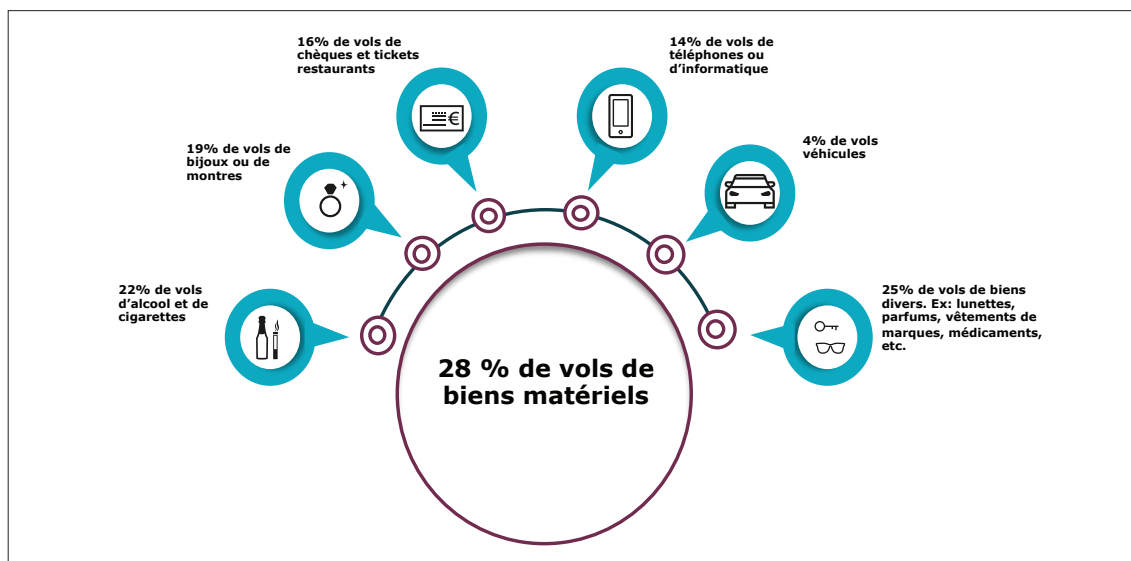 16% de vols de
chèques et tickets
restaurants
14% de vols de
téléphones ou
d'informatique
19% de vols de
bijoux ou de
montres
4% de vols
véhicules
22% de vols
d'alcool et de
cigarettes
25% de vols de biens
divers. Ex: lunettes,
parfums, vêtements de
marques, médicaments,
etc.
€
28 % de vols de
biens matériels